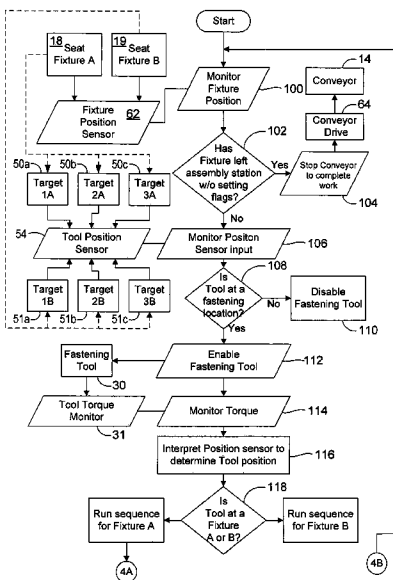 Start
18
Seat
Fixture A
19
Seat
Fixture B
Monitor
Fixture
Position
100
14
Conveyor
Fixture
Position
Sensor
62
64
Conveyor
Drive
102
Has
Fixture left
assembly station
w/o setting
flags?
Yes
Stop Conveyor
to complete
work
104
50a
50b
50c
Target
1A
Target
2A
Target
3A
No
54
Tool Position
Sensor
Monitor Positon
Sensor input
106
108
Is
Tool at a
fastening
location?
No
Disable
Fastening Tool
110
Target
1B
Target
2B
Target
3B
51a
51b
51c
Yes
Fastening
Tool
30
Enable
Fastening Tool
112
Tool Torque
Monitor
31
Monitor Torque
114
Interpret Position sensor to
determine Tool position
116
118
Is
Tool at a
Fixture
A or B?
Run sequence
for Fixture A
Run sequence
for Fixture B
4A
4B